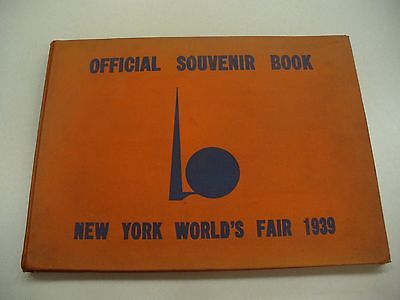 OFFICIAL SOUVENIR BOOK
NEW YORK WORLD'S FAIR 1939